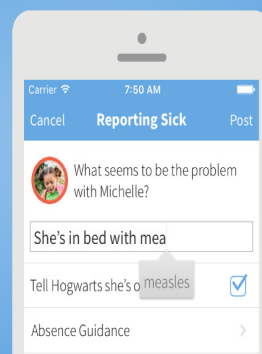 Carrier 7:50 AM
Cancel Reporting Sick Post
What seems to be the problem
with Michelle?
She's in bed with mea
measles
Tell Hogwarts she's o
Absence Guidance